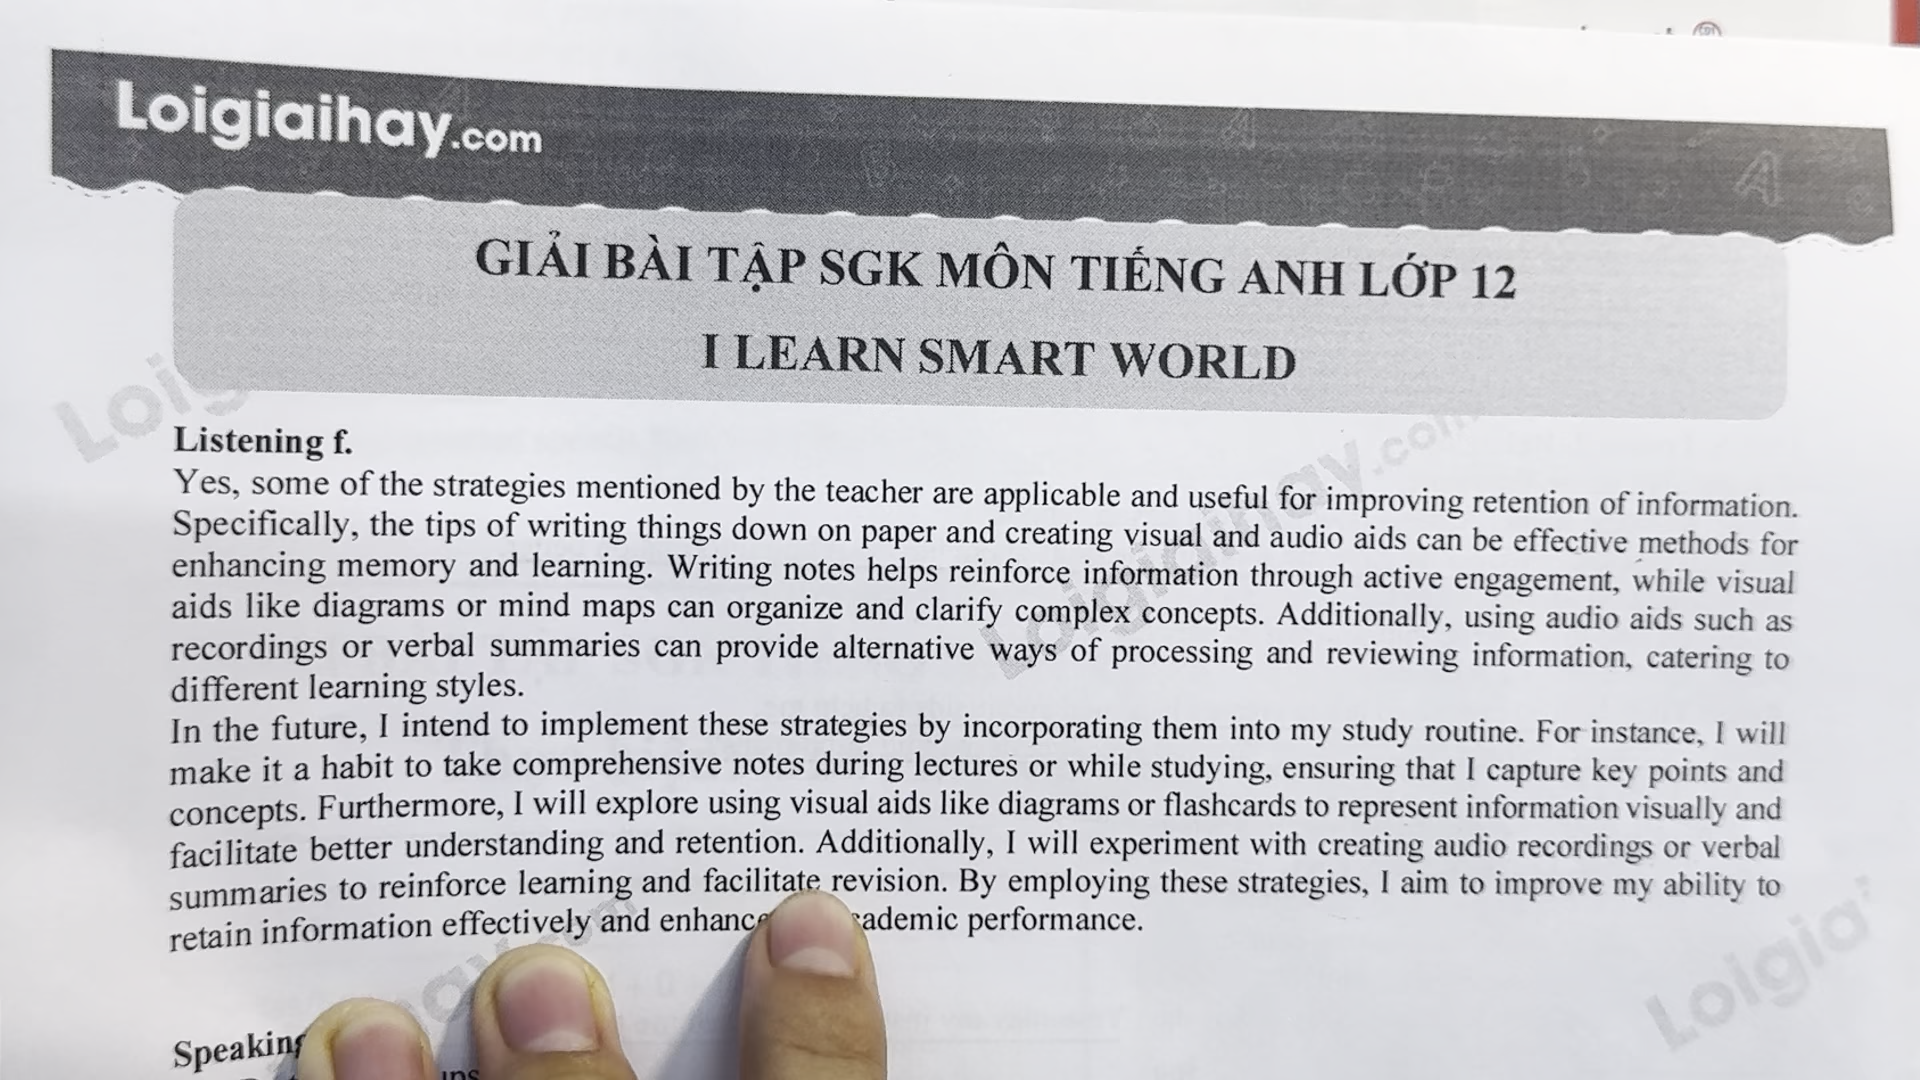 Loigiaihay.com
GIẢI BÀI TẬP SGK MÔN TIẾNG ANH LỚP 12
I LEARN SMART WORLD
Listening f.
Yes, some of the strategies mentioned by the teacher are applicable and useful for improving retention of information.
Specifically, the tips of writing things down on paper and creating visual and audio aids can be effective methods for
enhancing memory and learning. Writing notes helps reinforce information through active engagement, while visual
aids like diagrams or mind maps can organize and clarify complex concepts. Additionally, using audio aids such as
recordings or verbal summaries can provide alternative ways of processing and reviewing information, catering to
different learning styles.
In the future, I intend to implement these strategies by incorporating them into my study routine. For instance, I will
make it a habit to take comprehensive notes during lectures or while studying, ensuring that I capture key points and
concepts. Furthermore, I will explore using visual aids like diagrams or flashcards to represent information visually and
facilitate better understanding and retention. Additionally, I will experiment with creating audio recordings or verbal
summaries to reinforce learning and facilitate revision. By employing these strategies, I aim to improve my ability to
retain information effectively and enhance academic performance.
Speaking